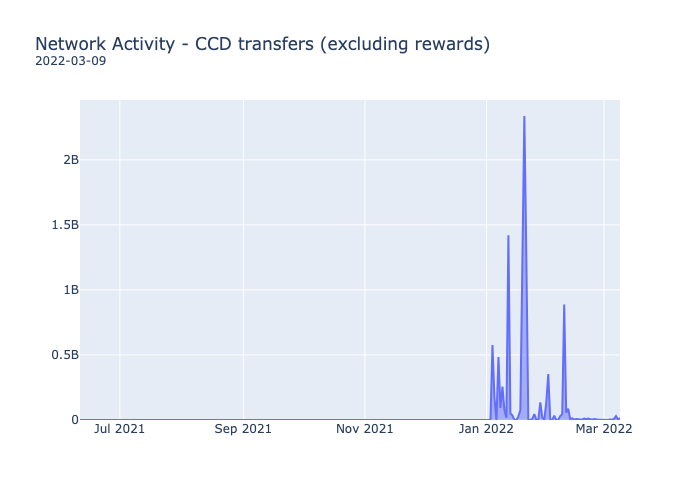 Network Activity - CCD transfers (excluding rewards)
2022-03-09
2B
1.5B
1B
0.5B
0
Jul 2021 Sep 2021 Nov 2021 Jan 2022 Mar 2022